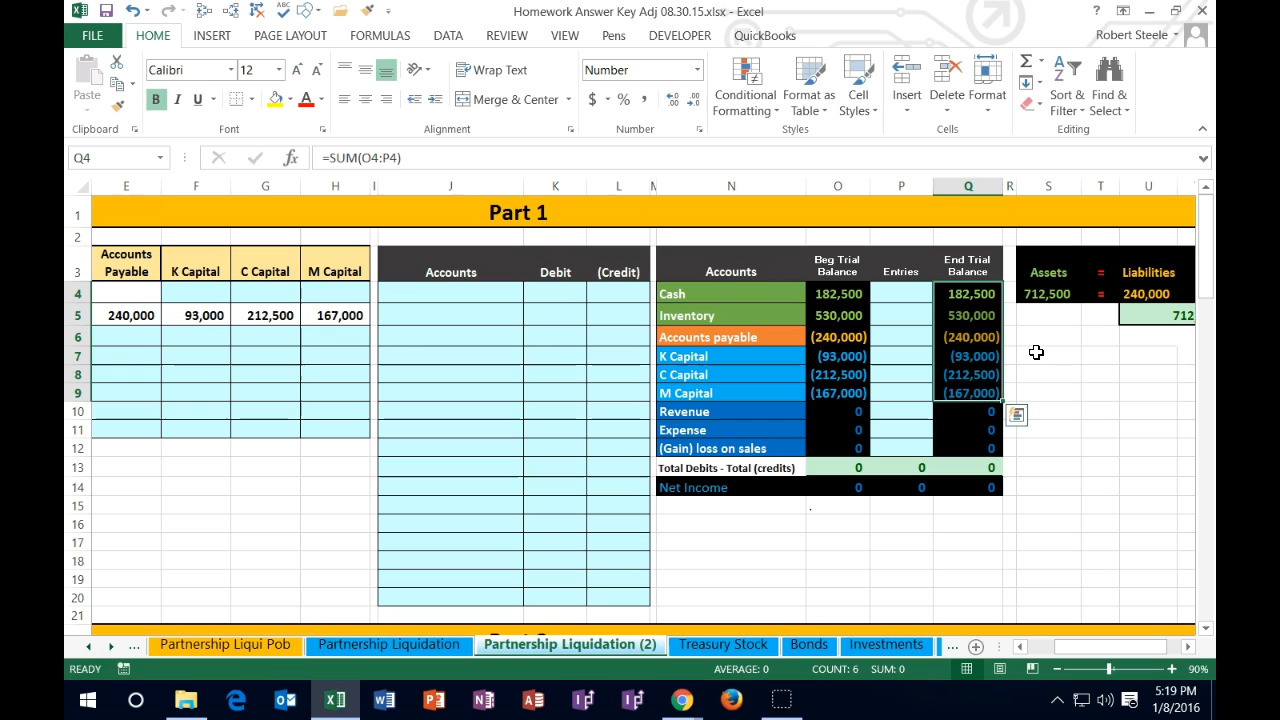 Homework Answer Key Adj 08.30.15.xlsx - Excel
?
FILE HOME INSERT PAGE LAYOUT FORMULAS DATA REVIEW VIEW Pens DEVELOPER QuickBooks Robert Steele
Paste
Calibri 12
Wrap Text
Number
B I U
Merge & Center
$ % ,
Conditional Formatting
Format as Table
Cell Styles
Insert Delete Format
Sort & Filter
Find & Select
Clipboard Font Alignment Number Styles Cells Editing
Q4 fx =SUM(O4:P4)
E F G H I J K L M N O P Q R S T U
1 Part 1
2
3 Accounts Payable K Capital C Capital M Capital Accounts Debit (Credit) Accounts Beg Trial Balance Entries End Trial Balance Assets = Liabilities
4 Cash 182,500 182,500 712,500 = 240,000
5 240,000 93,000 212,500 167,000 Inventory 530,000 530,000 712
6 Accounts payable (240,000) (240,000)
7 K Capital (93,000) (93,000)
8 C Capital (212,500) (212,500)
9 M Capital (167,000) (167,000)
10 Revenue 0 0
11 Expense 0 0
12 (Gain) loss on sales 0 0
13 Total Debits - Total (credits) 0 0 0
14 Net Income 0 0 0
15 .
16
17
18
19
20
21
... Partnership Liqui Pob Partnership Liquidation Partnership Liquidation (2) Treasury Stock Bonds Investments ...
READY AVERAGE: 0 COUNT: 6 SUM: 0 90%
5:19 PM
1/8/2016